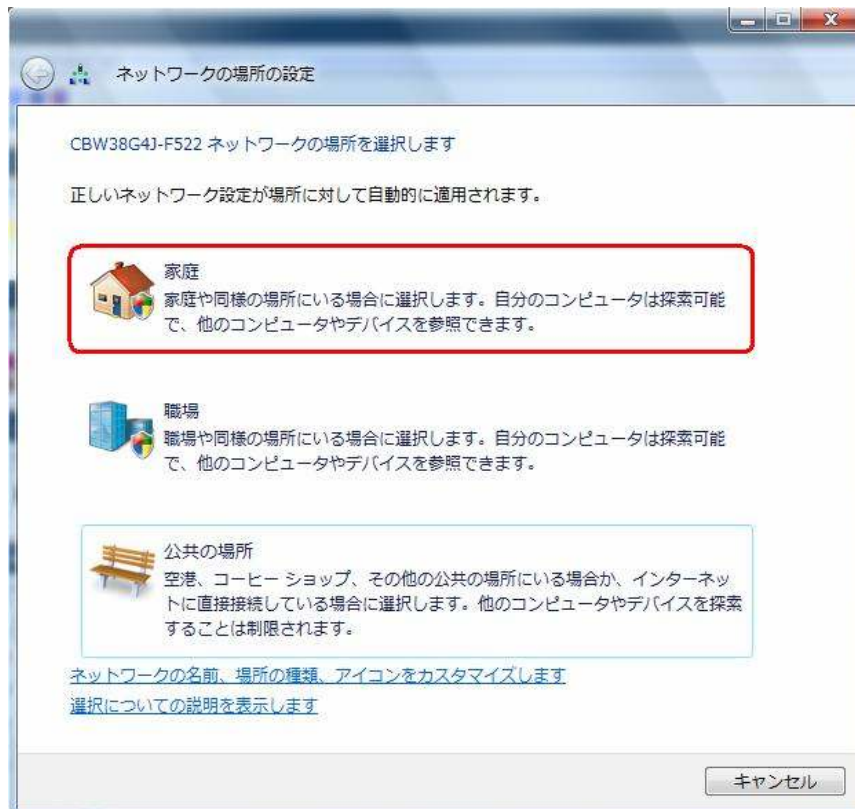 ネットワークの場所の設定
CBW38G4J-F522 ネットワークの場所を選択します
正しいネットワーク設定が場所に対して自動的に適用されます。
家庭
家庭や同様の場所にいる場合に選択します。自分のコンピュータは探索可能
で、他のコンピュータやデバイスを参照できます。
職場
職場や同様の場所にいる場合に選択します。自分のコンピュータは探索可能
で、他のコンピュータやデバイスを参照できます。
公共の場所
空港、コーヒー ショップ、その他の公共の場所にいる場合か、インターネッ
トに直接接続している場合に選択します。他のコンピュータやデバイスを探索
することは制限されます。
ネットワークの名前、場所の種類、アイコンをカスタマイズします
選択についての説明を表示します
キャンセル